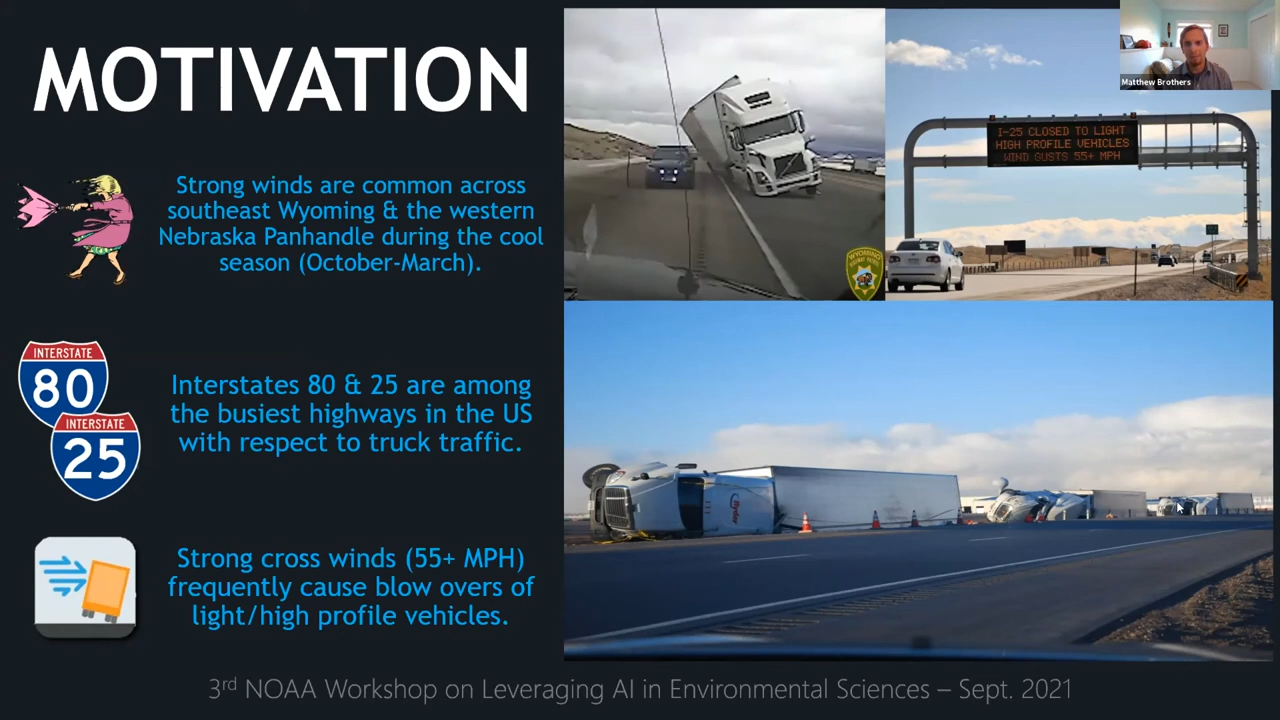 MOTIVATION
Strong winds are common across
southeast Wyoming & the western
Nebraska Panhandle during the cool
season (October-March).
INTERSTATE
80
INTERSTATE
25
Interstates 80 & 25 are among
the busiest highways in the US
with respect to truck traffic.
Strong cross winds (55+ MPH)
frequently cause blow overs of
light/high profile vehicles.
WYOMING
HIGHWAY PATROL
I-25 CLOSED TO LIGHT
HIGH PROFILE VEHICLES
WIND GUSTS 55+ MPH
Matthew Brothers
Ryder
3rd NOAA Workshop on Leveraging AI in Environmental Sciences – Sept. 2021